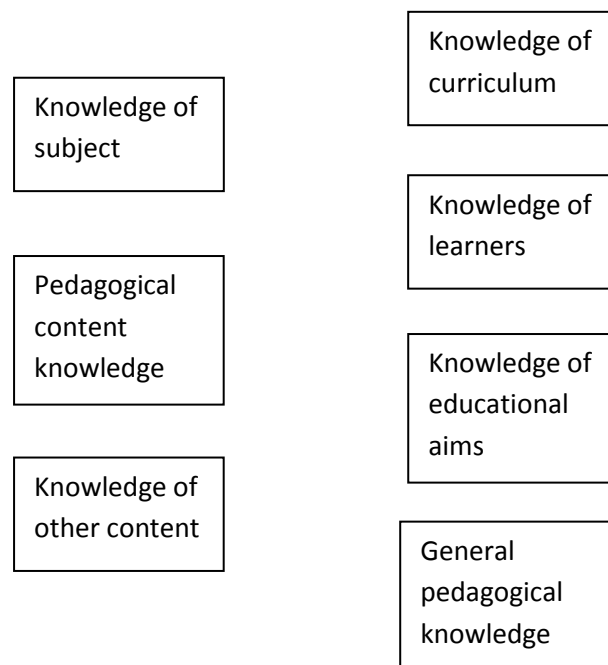 Knowledge of
subject
Pedagogical
content
knowledge
Knowledge of
other content
Knowledge of
curriculum
Knowledge of
learners
Knowledge of
educational
aims
General
pedagogical
knowledge